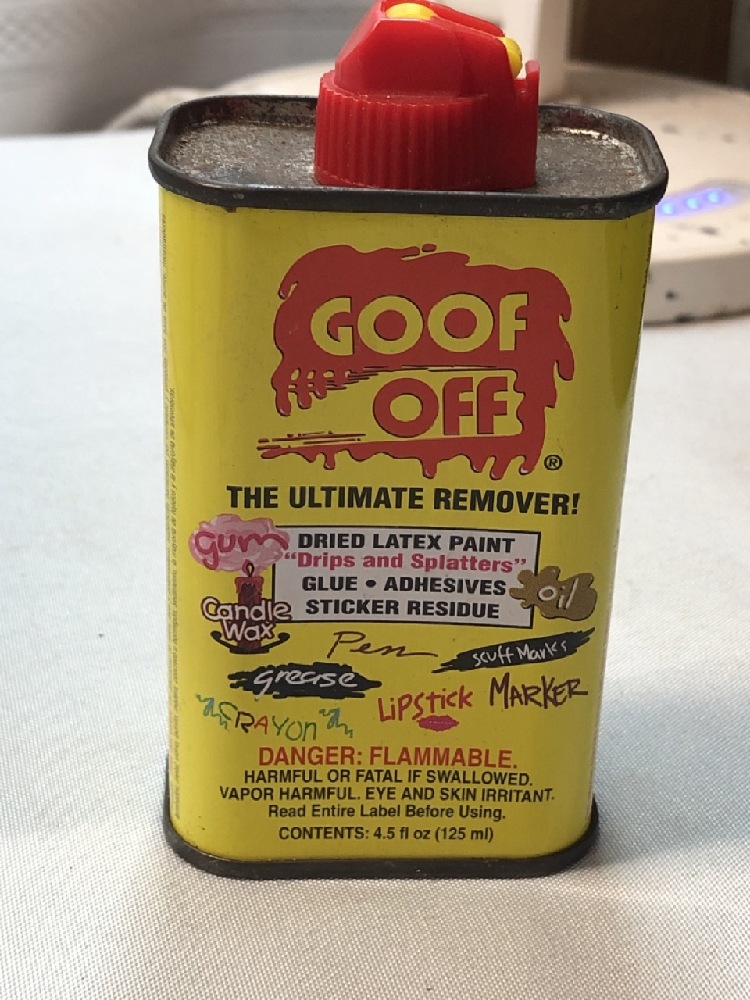 GOOF
OFF®
THE ULTIMATE REMOVER!
gum
DRIED LATEX PAINT
"Drips and Splatters"
GLUE • ADHESIVES
STICKER RESIDUE
Oil
Candle
Wax
Pen
scuff Marks
grease
LiPStick
MARKER
CRAYon
DANGER: FLAMMABLE.
HARMFUL OR FATAL IF SWALLOWED.
VAPOR HARMFUL. EYE AND SKIN IRRITANT.
Read Entire Label Before Using.
CONTENTS: 4.5 fl oz (125 ml)